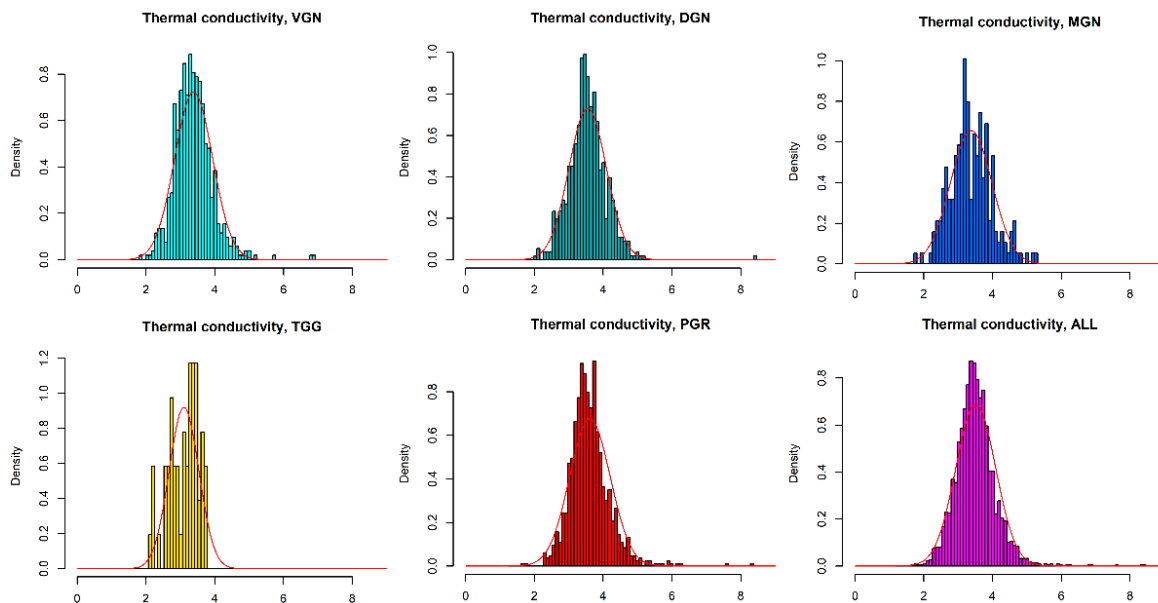 Thermal conductivity, VGN
Density
0.0 0.2 0.4 0.6 0.8
0 2 4 6 8
Thermal conductivity, DGN
Density
0.0 0.2 0.4 0.6 0.8 1.0
0 2 4 6 8
Thermal conductivity, MGN
Density
0.0 0.2 0.4 0.6 0.8 1.0
0 2 4 6 8
Thermal conductivity, TGG
Density
0.0 0.2 0.4 0.6 0.8 1.0 1.2
0 2 4 6 8
Thermal conductivity, PGR
Density
0.0 0.2 0.4 0.6 0.8
0 2 4 6 8
Thermal conductivity, ALL
Density
0.0 0.2 0.4 0.6 0.8
0 2 4 6 8